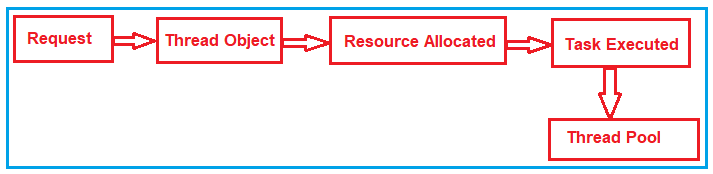 Request
Thread Object
Resource Allocated
Task Executed
Thread Pool